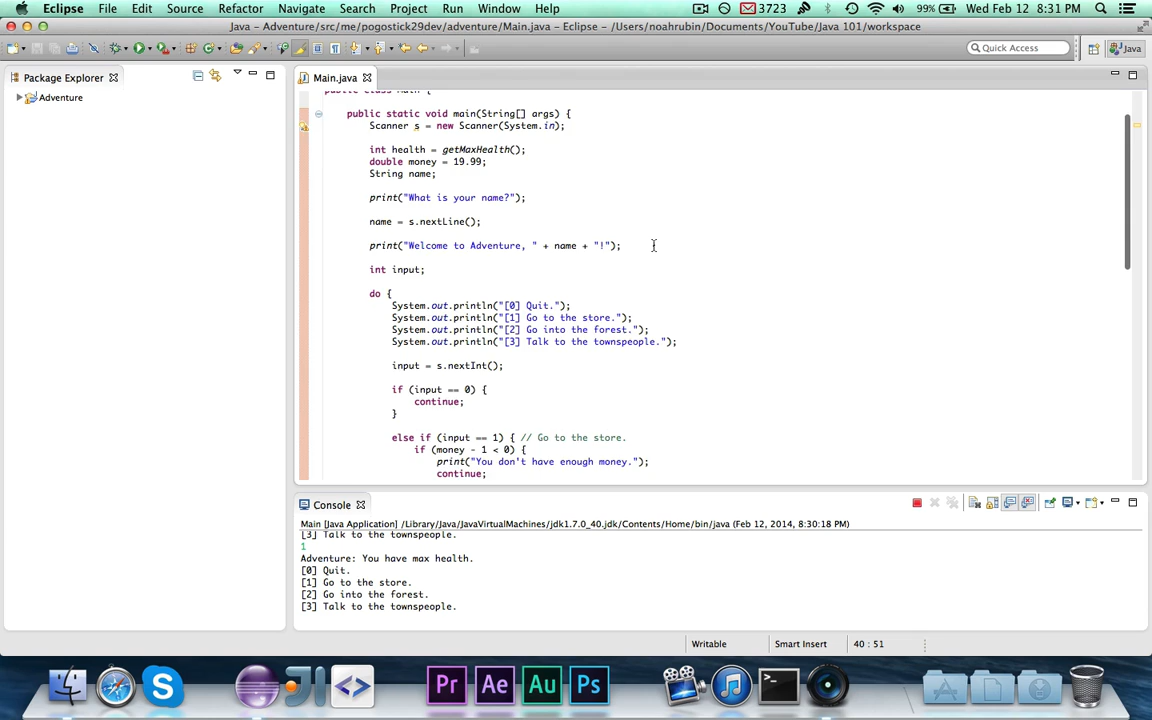 Eclipse File Edit Source Refactor Navigate Search Project Run Window Help 3723 99% Wed Feb 12 8:31 PM
Java – Adventure/src/me/pogostick29dev/adventure/Main.java – Eclipse – /Users/noahrubin/Documents/YouTube/Java 101/workspace
Quick Access Java
Package Explorer
Main.java
Adventure
public class Main {
public static void main(String[] args) {
Scanner s = new Scanner(System.in);
int health = getMaxHealth();
double money = 19.99;
String name;
print("What is your name?");
name = s.nextLine();
print("Welcome to Adventure, " + name + "!");
int input;
do {
System.out.println("[0] Quit.");
System.out.println("[1] Go to the store.");
System.out.println("[2] Go into the forest.");
System.out.println("[3] Talk to the townspeople.");
input = s.nextInt();
if (input == 0) {
continue;
}
else if (input == 1) { // Go to the store.
if (money - 1 < 0) {
print("You don't have enough money.");
continue;
Console
Main [Java Application] /Library/Java/JavaVirtualMachines/jdk1.7.0_40.jdk/Contents/Home/bin/java (Feb 12, 2014, 8:30:18 PM)
[3] Talk to the townspeople.
1
Adventure: You have max health.
[0] Quit.
[1] Go to the store.
[2] Go into the forest.
[3] Talk to the townspeople.
Writable Smart Insert 40 : 51
Pr Ae Au Ps